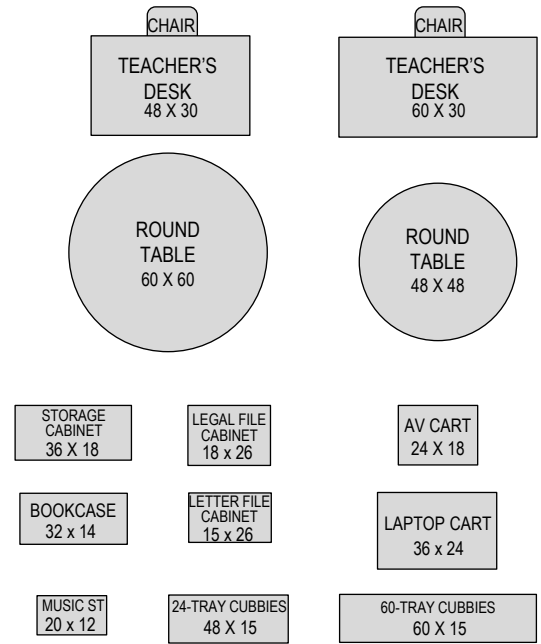 CHAIR
TEACHER'S
DESK
48 X 30
CHAIR
TEACHER'S
DESK
60 X 30
ROUND
TABLE
60 X 60
ROUND
TABLE
48 X 48
STORAGE
CABINET
36 X 18
LEGAL FILE
CABINET
18 x 26
AV CART
24 X 18
BOOKCASE
32 x 14
LETTER FILE
CABINET
15 x 26
LAPTOP CART
36 x 24
MUSIC ST
20 x 12
24-TRAY CUBBIES
48 X 15
60-TRAY CUBBIES
60 X 15